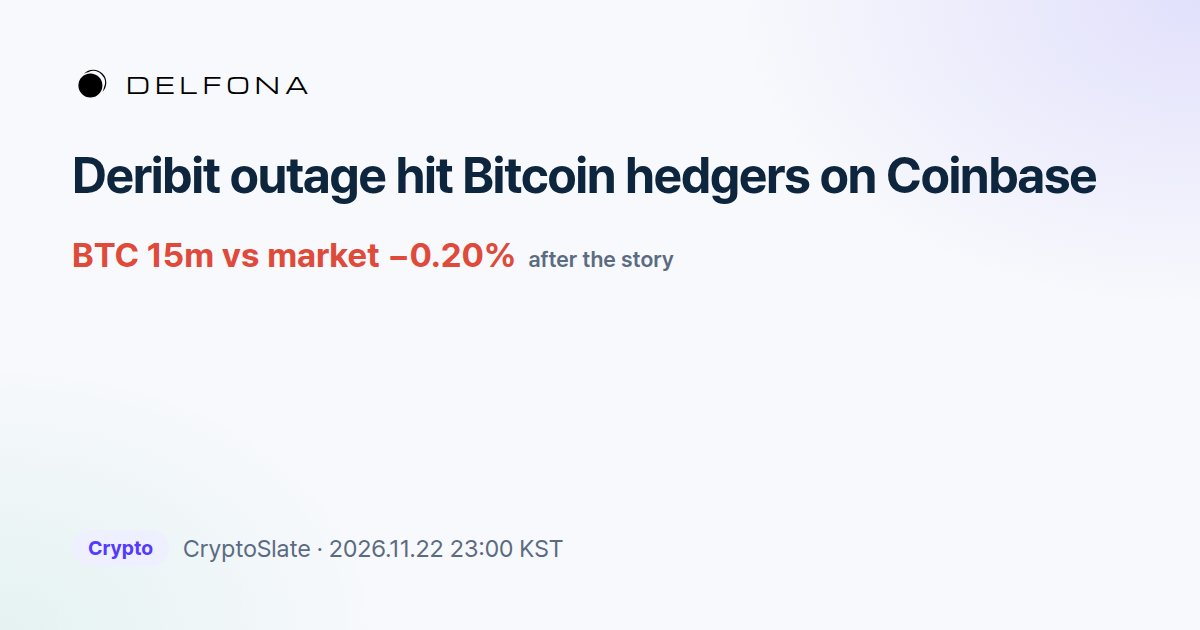 DELFONA
Deribit outage hit Bitcoin hedgers on Coinbase
BTC 15m vs market −0.20% after the story
Crypto CryptoSlate · 2026.11.22 23:00 KST